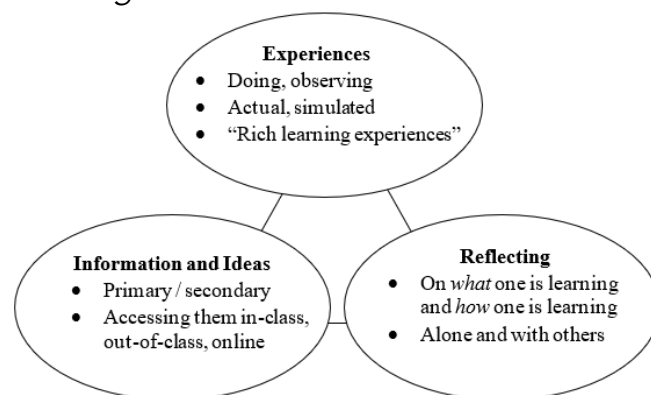 Experiences
• Doing, observing
• Actual, simulated
• “Rich learning experiences”
Information and Ideas
• Primary / secondary
• Accessing them in-class,
out-of-class, online
Reflecting
• On what one is learning
and how one is learning
• Alone and with others